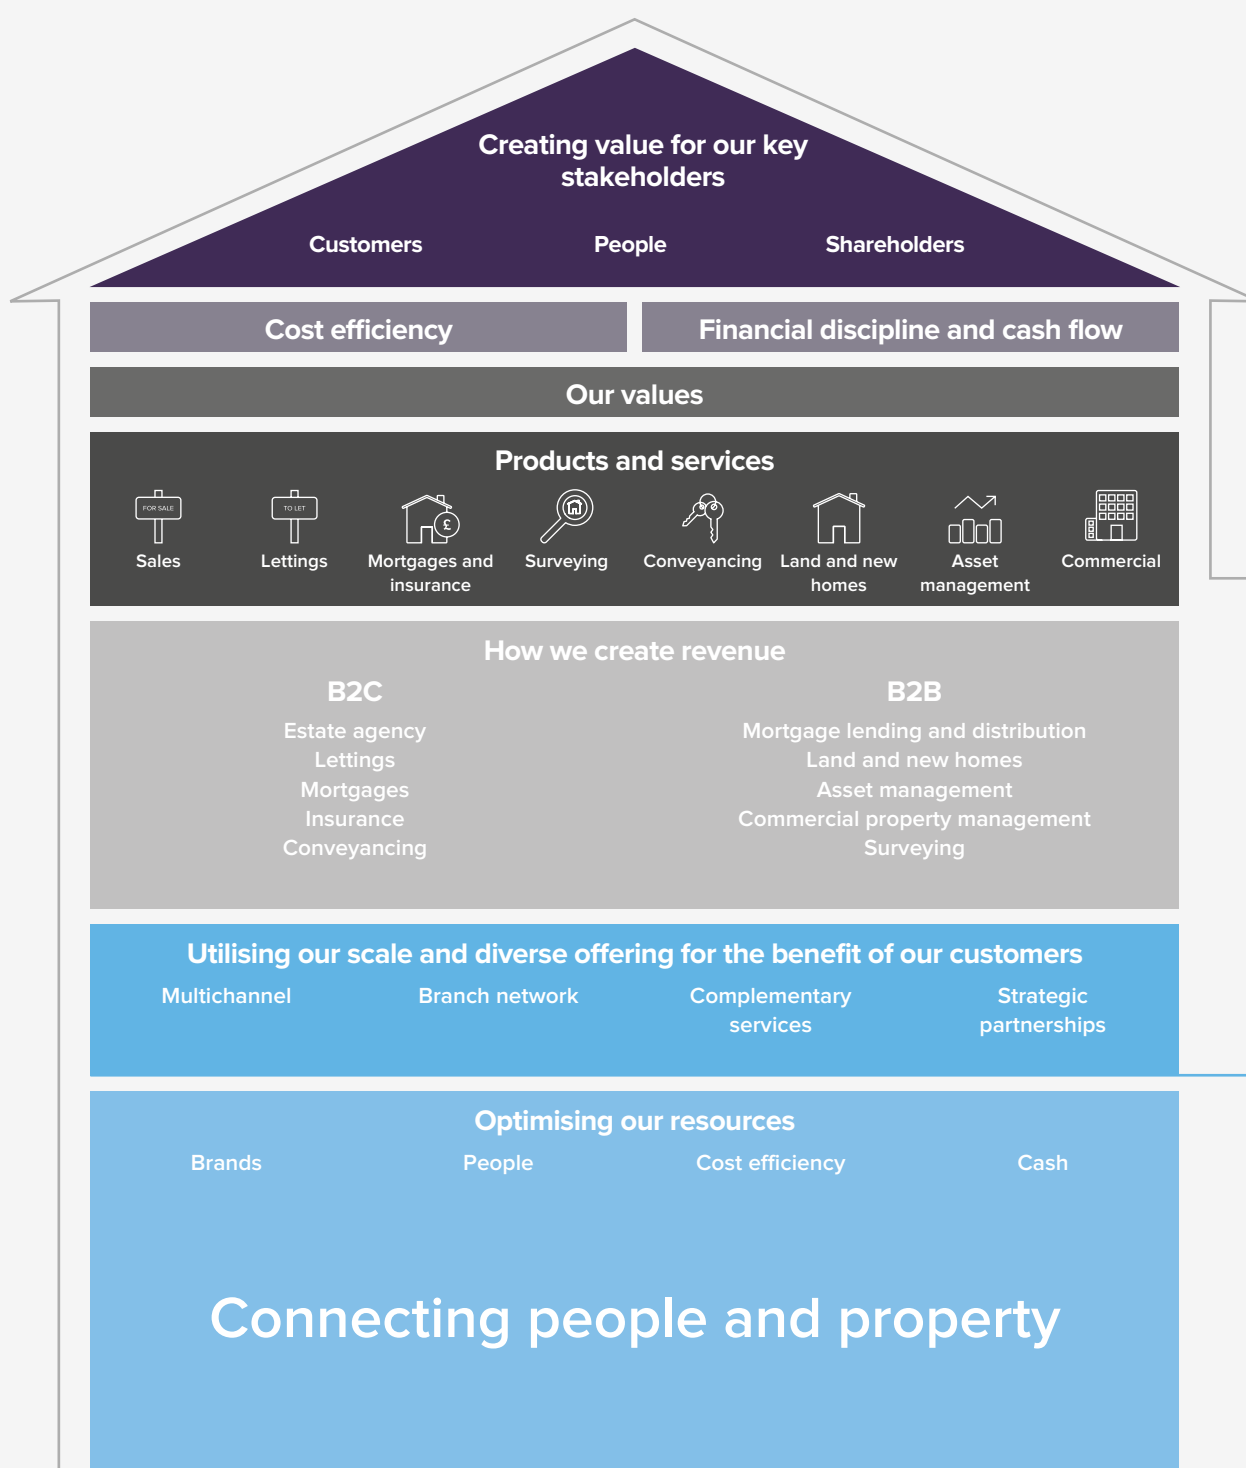 Creating value for our key
stakeholders
Customers People Shareholders
Cost efficiency Financial discipline and cash flow
Our values
Products and services
FOR SALE TO LET £
Sales Lettings Mortgages and insurance Surveying Conveyancing Land and new homes Asset management Commercial
How we create revenue
B2C
Estate agency
Lettings
Mortgages
Insurance
Conveyancing
B2B
Mortgage lending and distribution
Land and new homes
Asset management
Commercial property management
Surveying
Utilising our scale and diverse offering for the benefit of our customers
Multichannel Branch network Complementary services Strategic partnerships
Optimising our resources
Brands People Cost efficiency Cash
Connecting people and property